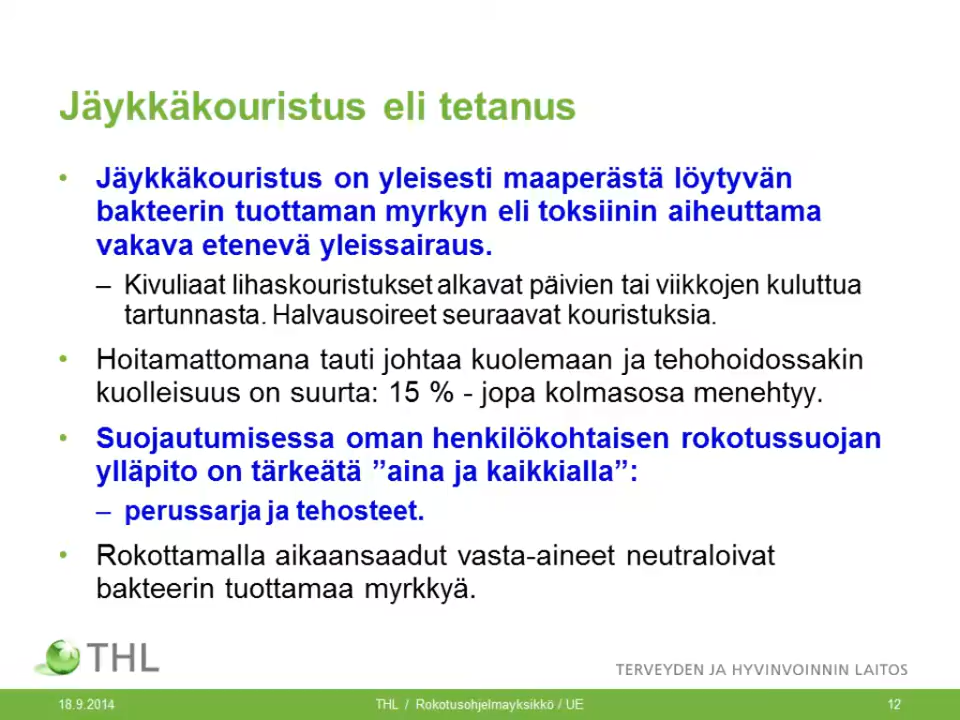 Jäykkäkouristus eli tetanus
• Jäykkäkouristus on yleisesti maaperästä löytyvän
bakteerin tuottaman myrkyn eli toksiinin aiheuttama
vakava etenevä yleissairaus.
– Kivuliaat lihaskouristukset alkavat päivien tai viikkojen kuluttua
tartunnasta. Halvausoireet seuraavat kouristuksia.
• Hoitamattomana tauti johtaa kuolemaan ja tehohoidossakin
kuolleisuus on suurta: 15 % - jopa kolmasosa menehtyy.
• Suojautumisessa oman henkilökohtaisen rokotussuojan
ylläpito on tärkeätä ”aina ja kaikkialla”:
– perussarja ja tehosteet.
• Rokottamalla aikaansaadut vasta-aineet neutraloivat
bakteerin tuottamaa myrkkyä.
THL
TERVEYDEN JA HYVINVOINNIN LAITOS
18.9.2014 THL / Rokotusohjelmayksikkö / UE 12